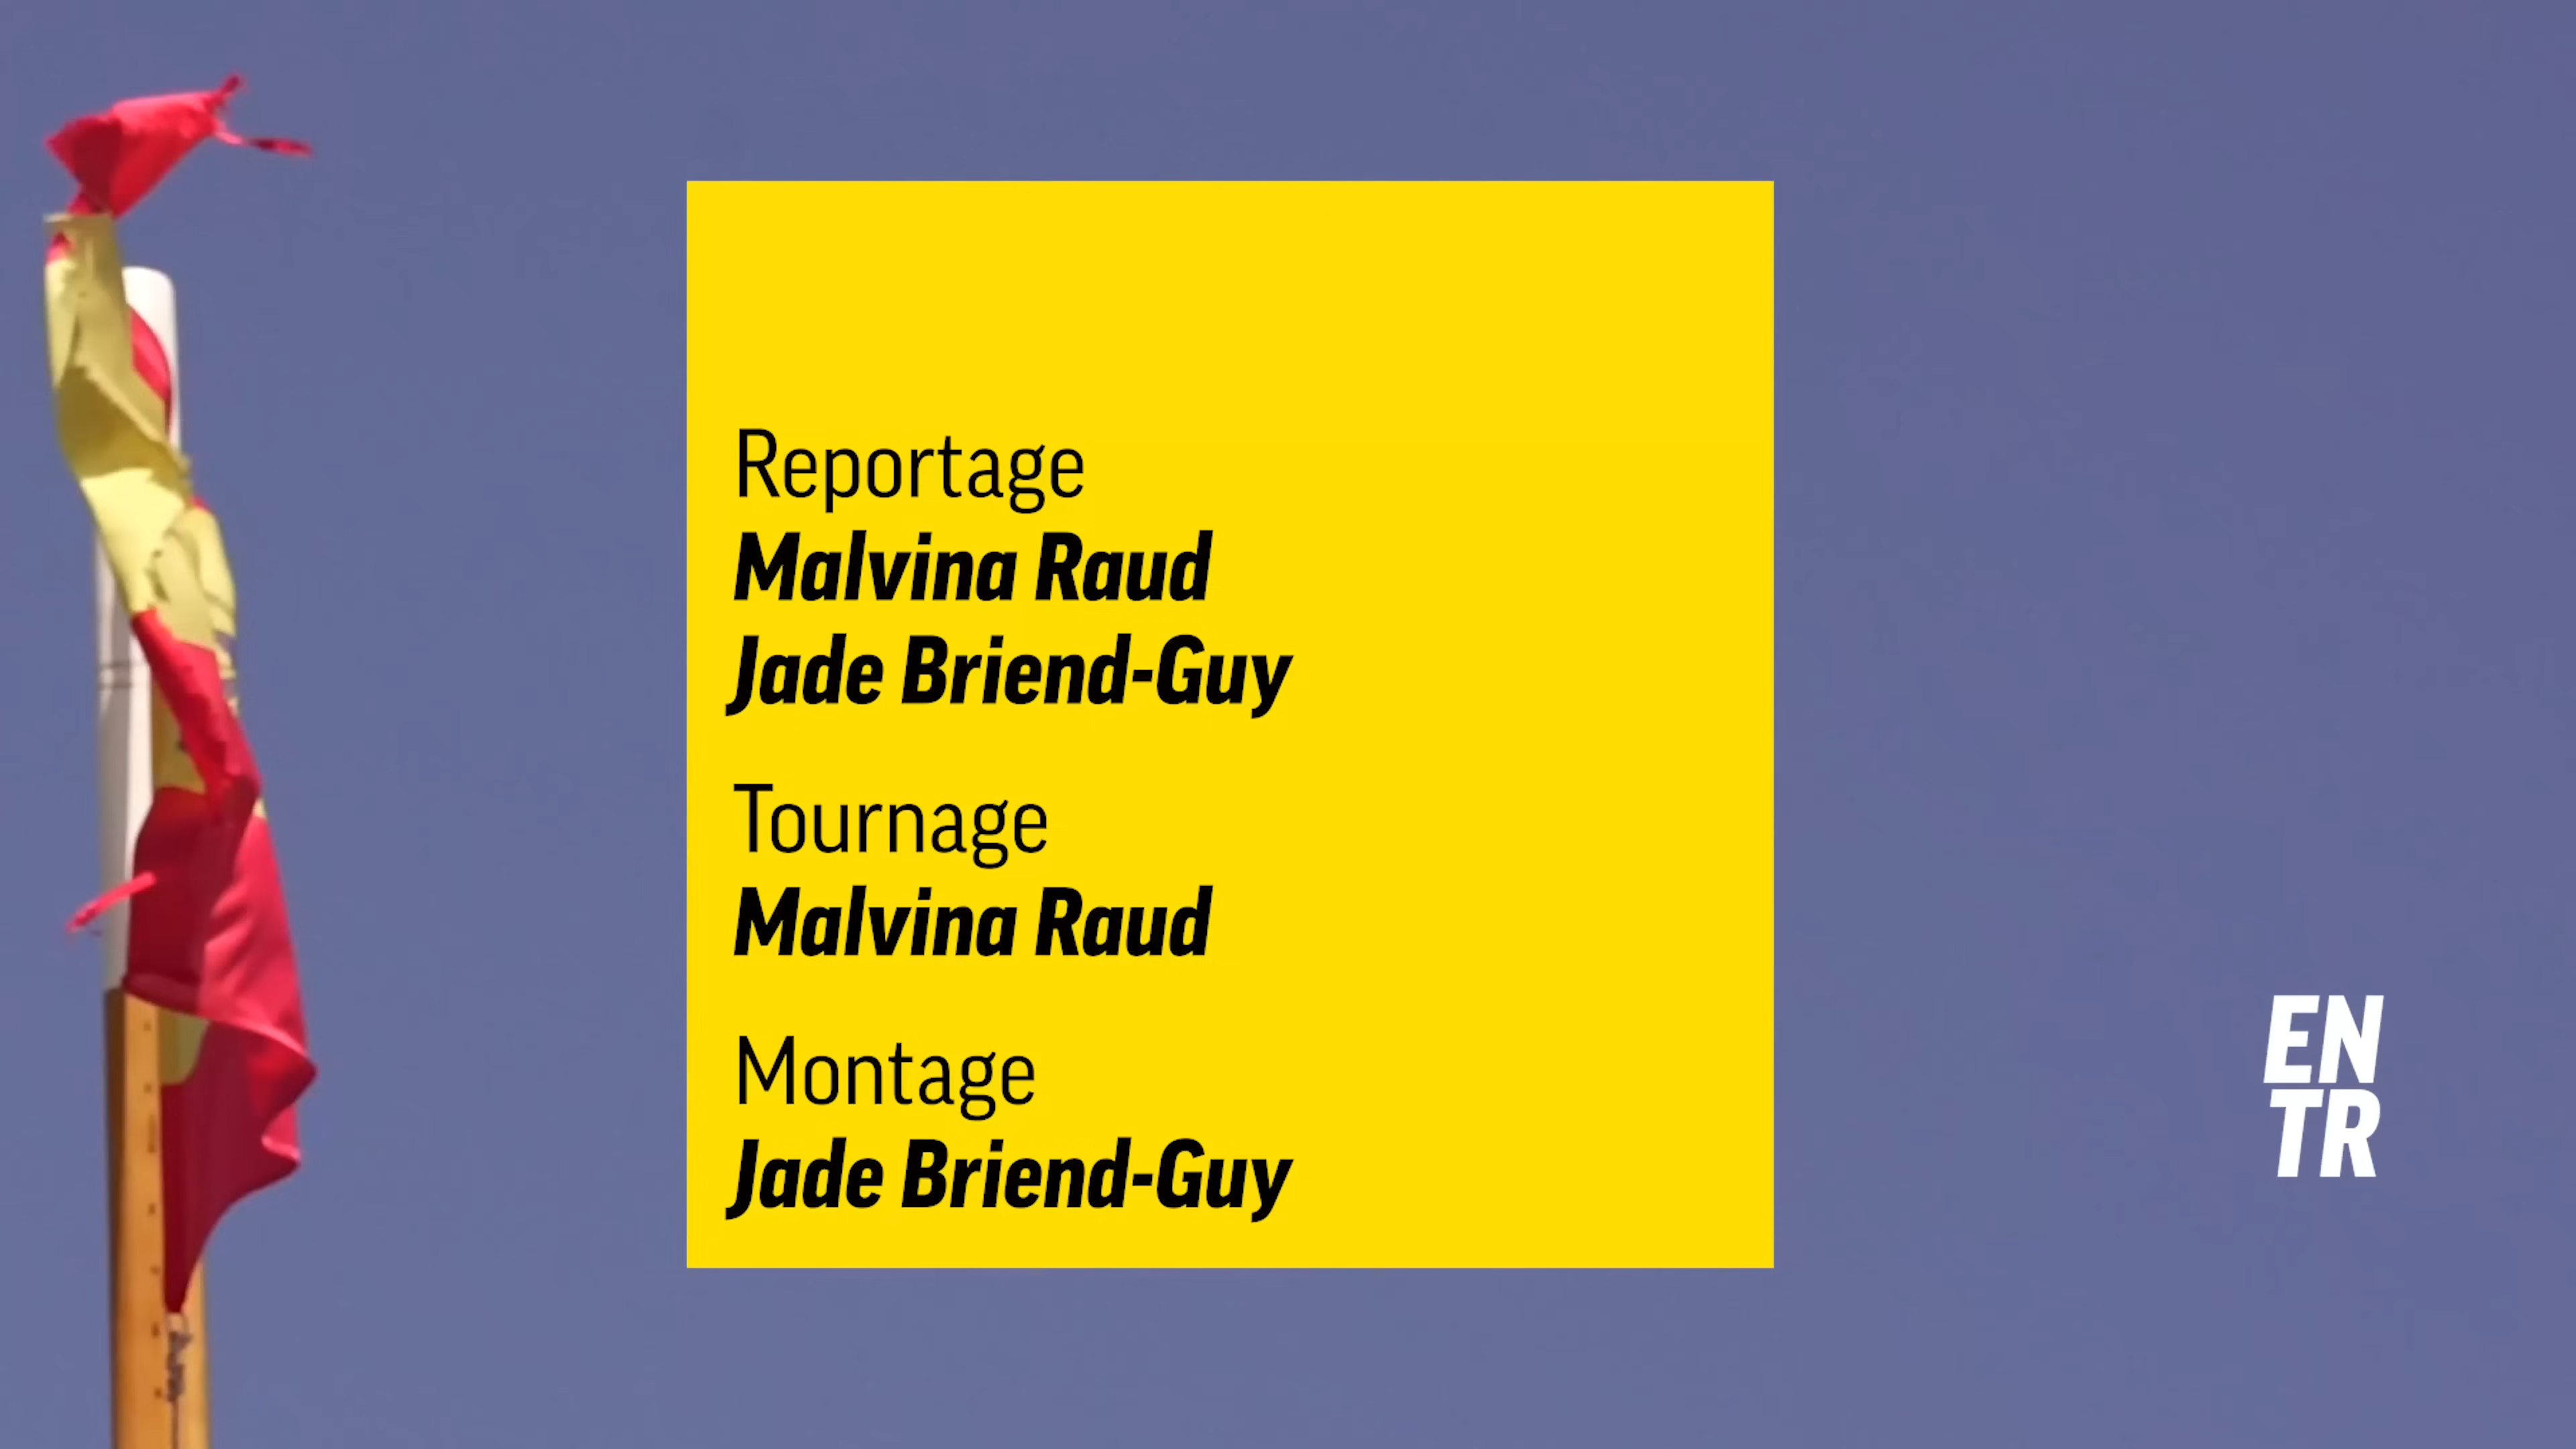 Reportage
Malvina Raud
Jade Briend-Guy
Tournage
Malvina Raud
Montage
Jade Briend-Guy
EN
TR